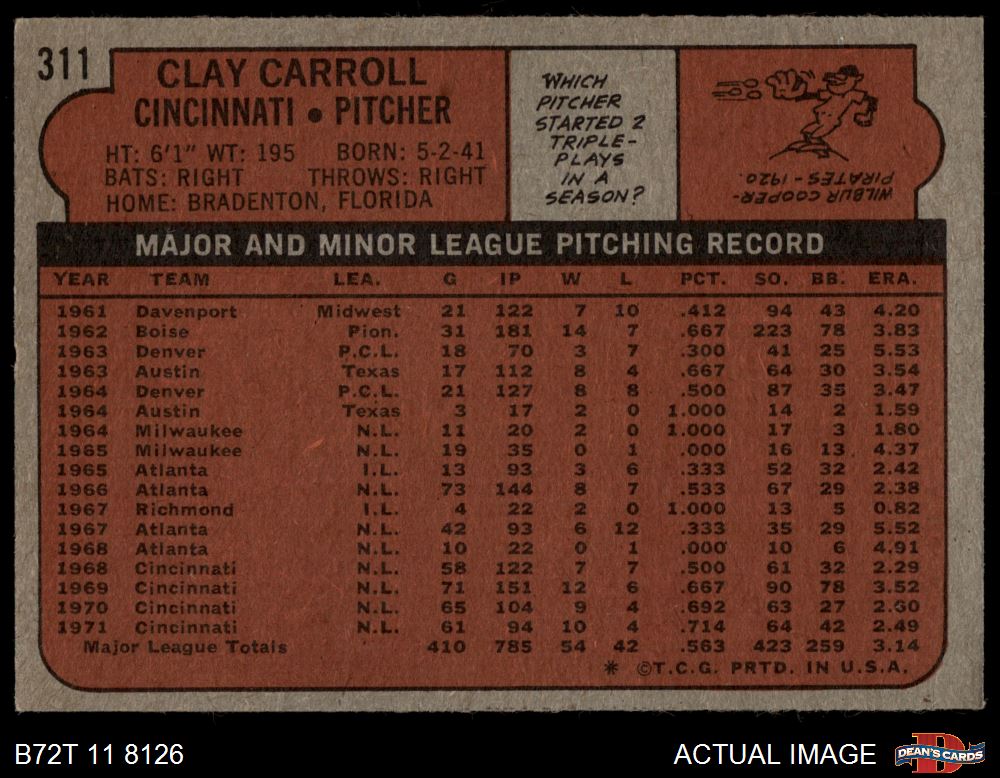 311
CLAY CARROLL
CINCINNATI • PITCHER
HT: 6'1" WT: 195 BORN: 5-2-41
BATS: RIGHT THROWS: RIGHT
HOME: BRADENTON, FLORIDA
WHICH
PITCHER
STARTED 2
TRIPLE-
PLAYS
IN A
SEASON?
WILBUR COOPER-
PIRATES-1920.
MAJOR AND MINOR LEAGUE PITCHING RECORD
YEAR TEAM LEA. G IP W L PCT. SO. BB. ERA.
1961 Davenport Midwest 21 122 7 10 .412 94 43 4.20
1962 Boise Pion. 31 181 14 7 .667 223 78 3.83
1963 Denver P.C.L. 18 70 3 7 .300 41 25 5.53
1963 Austin Texas 17 112 8 4 .667 64 30 3.54
1964 Denver P.C.L. 21 127 8 8 .500 87 35 3.47
1964 Austin Texas 3 17 2 0 1.000 14 2 1.59
1964 Milwaukee N.L. 11 20 2 0 1.000 17 3 1.80
1965 Milwaukee N.L. 19 35 0 1 .000 16 13 4.37
1965 Atlanta I.L. 13 93 3 6 .333 52 32 2.42
1966 Atlanta N.L. 73 144 8 7 .533 67 29 2.38
1967 Richmond I.L. 4 22 2 0 1.000 13 5 0.82
1967 Atlanta N.L. 42 93 6 12 .333 35 29 5.52
1968 Atlanta N.L. 10 22 0 1 .000 10 6 4.91
1968 Cincinnati N.L. 58 122 7 7 .500 61 32 2.29
1969 Cincinnati N.L. 71 151 12 6 .667 90 78 3.52
1970 Cincinnati N.L. 65 104 9 4 .692 63 27 2.60
1971 Cincinnati N.L. 61 94 10 4 .714 64 42 2.49
Major League Totals 410 785 54 42 .563 423 259 3.14
* ©T.C.G. PRTD. IN U.S.A.
B72T 11 8126
ACTUAL IMAGE
DEAN'S CARDS